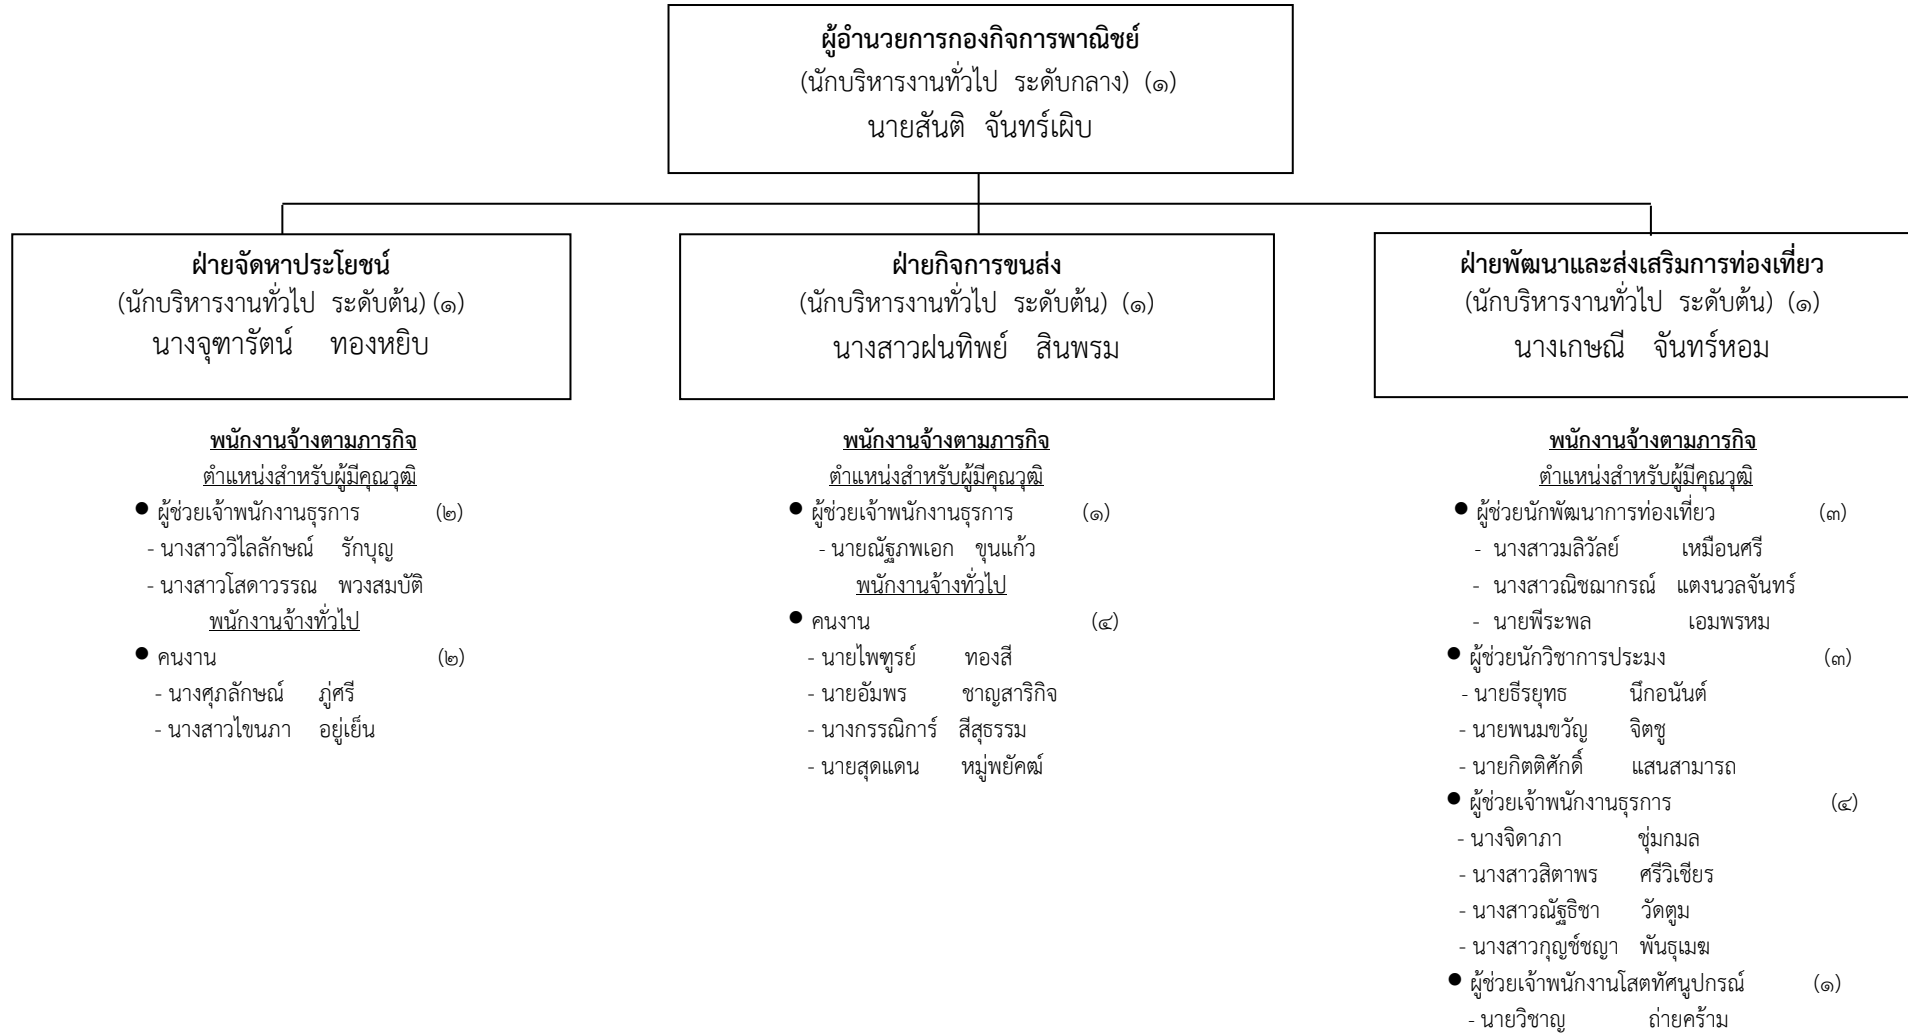 ผู้อำนวยการกองกิจการพาณิชย์
(นักบริหารงานทั่วไป ระดับกลาง) (๑)
นายสันติ จันทร์เผิบ
ฝ่ายจัดหาประโยชน์
(นักบริหารงานทั่วไป ระดับต้น) (๑)
นางจุฑารัตน์ ทองหยิบ
พนักงานจ้างตามภารกิจ
ตำแหน่งสำหรับผู้มีคุณวุฒิ
● ผู้ช่วยเจ้าพนักงานธุรการ (๒)
- นางสาววิไลลักษณ์ รักบุญ
- นางสาวโสดาวรรณ พวงสมบัติ
พนักงานจ้างทั่วไป
● คนงาน (๒)
- นางศุภลักษณ์ ภู่ศรี
- นางสาวไขนภา อยู่เย็น
ฝ่ายกิจการขนส่ง
(นักบริหารงานทั่วไป ระดับต้น) (๑)
นางสาวฝนทิพย์ สินพรม
พนักงานจ้างตามภารกิจ
ตำแหน่งสำหรับผู้มีคุณวุฒิ
● ผู้ช่วยเจ้าพนักงานธุรการ (๑)
- นายณัฐภพเอก ขุนแก้ว
พนักงานจ้างทั่วไป
● คนงาน (๔)
- นายไพฑูรย์ ทองสี
- นายอัมพร ชาญสาริกิจ
- นางกรรณิการ์ สีสุธรรม
- นายสุดแดน หมู่พยัคฆ์
ฝ่ายพัฒนาและส่งเสริมการท่องเที่ยว
(นักบริหารงานทั่วไป ระดับต้น) (๑)
นางเกษณี จันทร์หอม
พนักงานจ้างตามภารกิจ
ตำแหน่งสำหรับผู้มีคุณวุฒิ
● ผู้ช่วยนักพัฒนาการท่องเที่ยว (๓)
- นางสาวมลิวัลย์ เหมือนศรี
- นางสาวณิชฌากรณ์ แตงนวลจันทร์
- นายพีระพล เอมพรหม
● ผู้ช่วยนักวิชาการประมง (๓)
- นายธีรยุทธ นึกอนันต์
- นายพนมขวัญ จิตชู
- นายกิตติศักดิ์ แสนสามารถ
● ผู้ช่วยเจ้าพนักงานธุรการ (๔)
- นางจิดาภา ชุ่มกมล
- นางสาวสิตาพร ศรีวิเชียร
- นางสาวณัฐธิชา วัดตูม
- นางสาวกุญช์ชญา พันธุเมฆ
● ผู้ช่วยเจ้าพนักงานโสตทัศนูปกรณ์ (๑)
- นายวิชาญ ถ่ายคร้าม